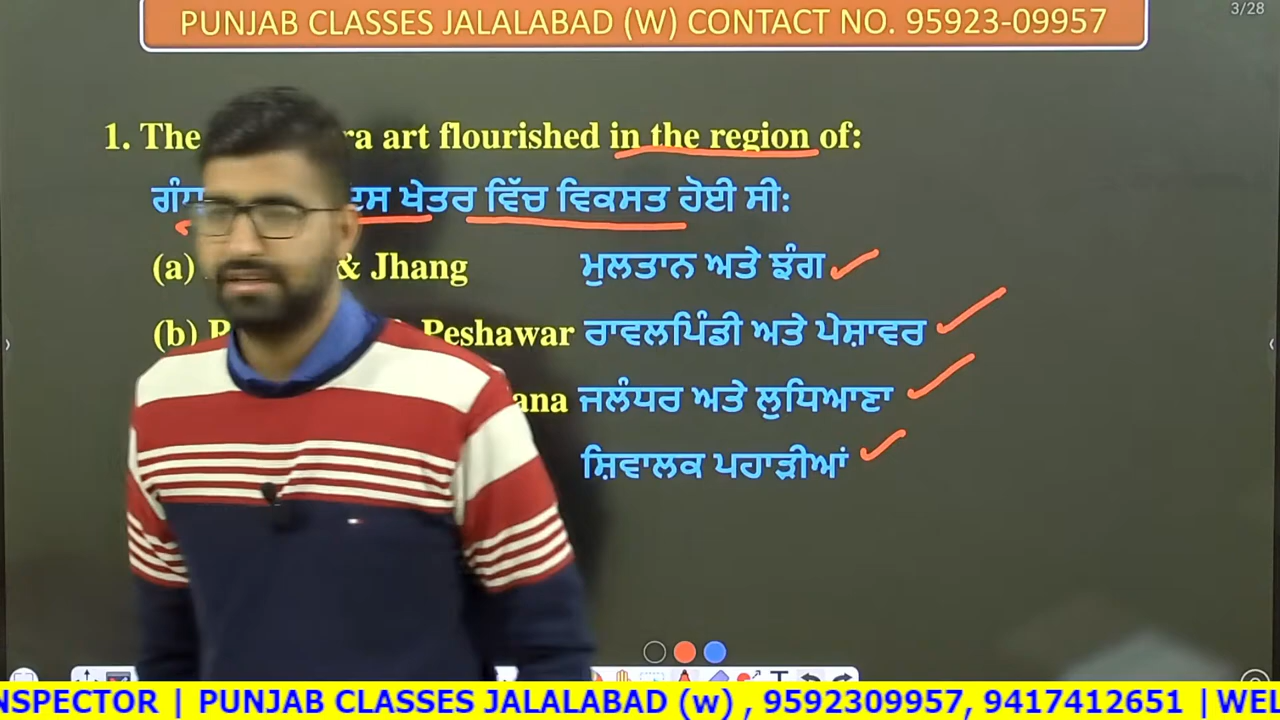 PUNJAB CLASSES JALALABAD (W) CONTACT NO. 95923-09957
3/28
1. The art flourished in the region of:
ਖੇਤਰ ਵਿੱਚ ਵਿਕਸਤ ਹੋਈ ਸੀ:
(a) & Jhang ਮੁਲਤਾਨ ਅਤੇ ਝੰਗ
(b) Peshawar ਰਾਵਲਪਿੰਡੀ ਅਤੇ ਪੇਸ਼ਾਵਰ
ਜਲੰਧਰ ਅਤੇ ਲੁਧਿਆਣਾ
ਸ਼ਿਵਾਲਕ ਪਹਾੜੀਆਂ
NSPECTOR | PUNJAB CLASSES JALALABAD (w) , 9592309957, 9417412651 | WEL